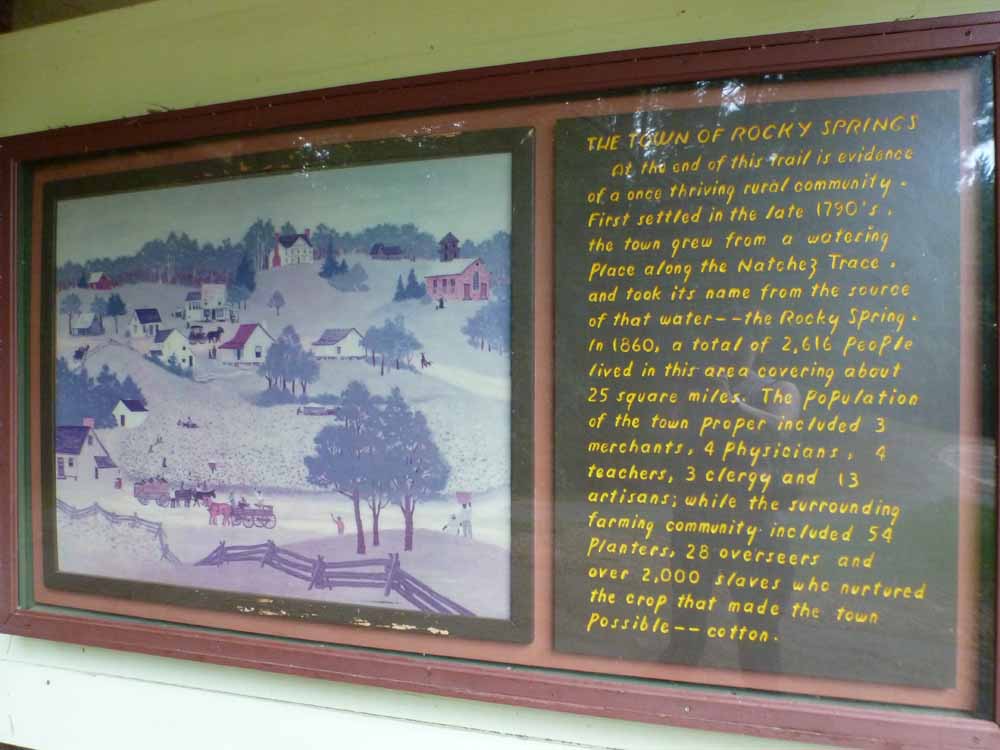 THE TOWN OF ROCKY SPRINGS
At the end of this trail is evidence
of a once thriving rural community.
First settled in the late 1790's,
the town grew from a watering
place along the Natchez Trace,
and took its name from the source
of that water--the Rocky Spring.
In 1860, a total of 2,616 people
lived in this area covering about
25 square miles. The population
of the town proper included 3
merchants, 4 physicians, 4
teachers, 3 clergy and 13
artisans; while the surrounding
farming community included 54
planters, 28 overseers and
over 2,000 slaves who nurtured
the crop that made the town
possible--cotton.